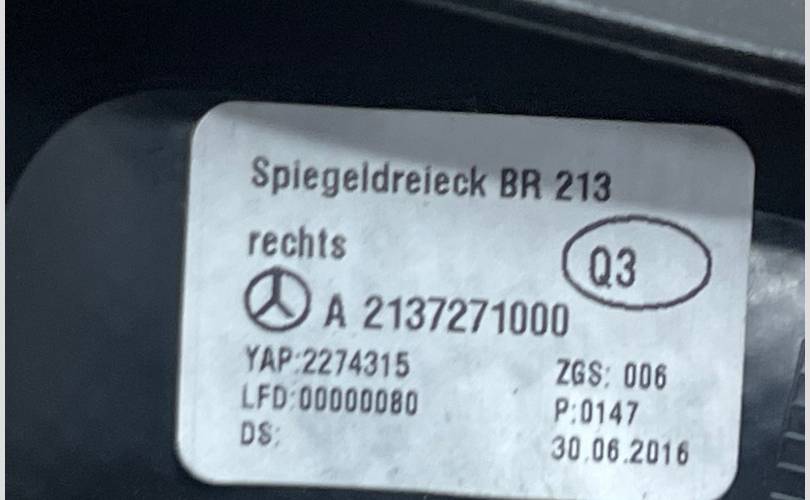 Spiegeldreieck BR 213
rechts
Q3
A 2137271000
YAP:2274315
ZGS: 006
LFD:00000080
P:0147
DS:
30.06.2016